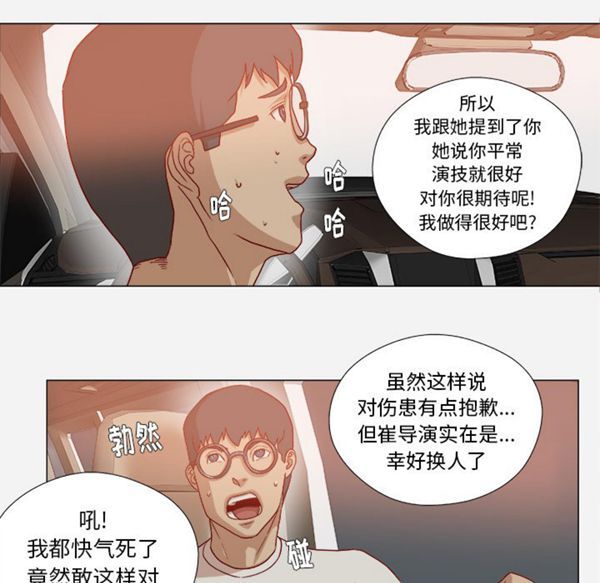 所以
我跟她提到了你
她说你平常
演技就很好
对你很期待呢!
我做得很好吧?
哈
哈
哈
虽然这样说
对伤患有点抱歉...
但崔导演实在是...
幸好换人了
勃然
吼!
我都快气死了
竟然敢这样对
碰